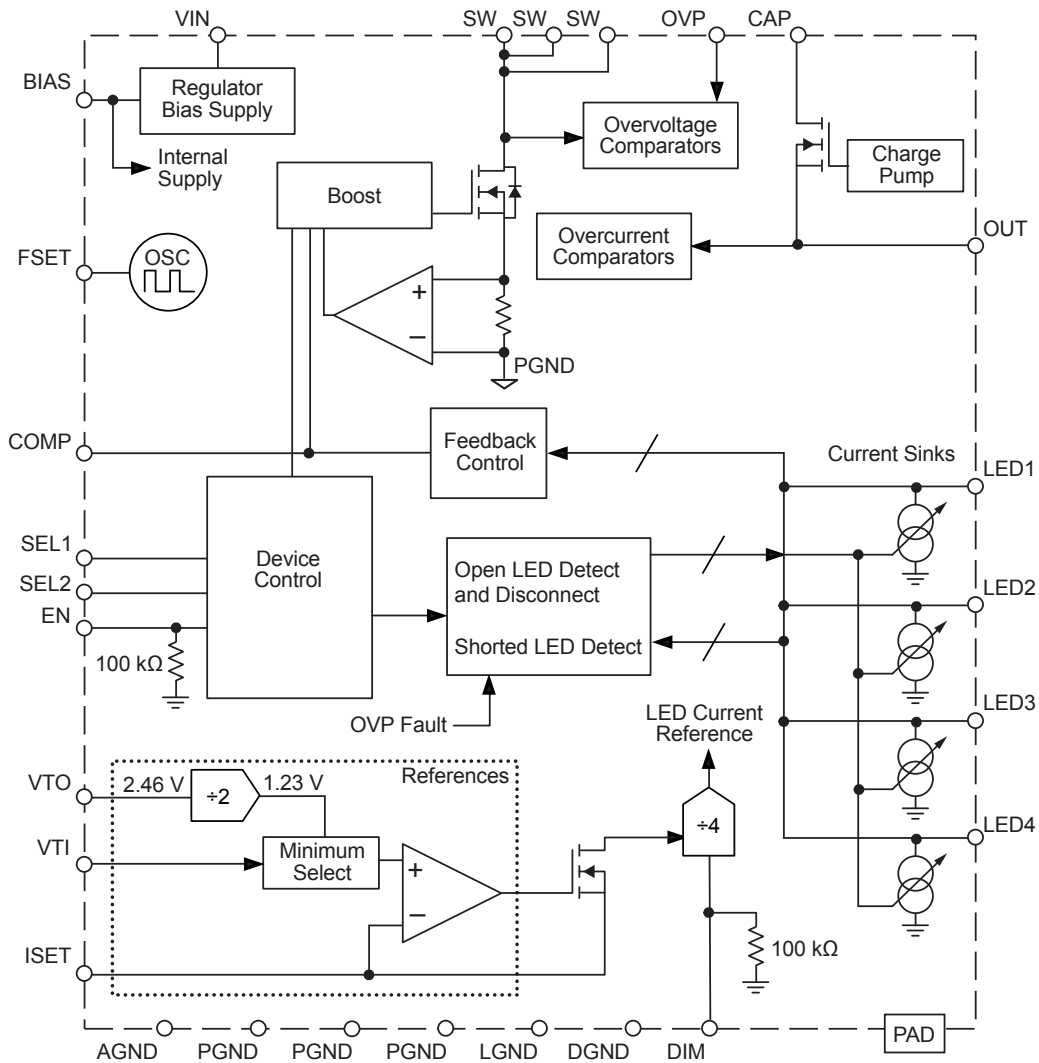 VIN
SW
SW
SW
OVP
CAP
BIAS
Regulator
Bias Supply
Internal
Supply
Overvoltage
Comparators
Charge
Pump
Boost
OUT
Overcurrent
Comparators
FSET
OSC
+
−
PGND
COMP
Feedback
Control
Current Sinks
LED1
SEL1
SEL2
EN
Device
Control
Open LED Detect
and Disconnect
Shorted LED Detect
LED2
100 kΩ
OVP Fault
LED Current
Reference
LED3
References
VTO
2.46 V
÷2
1.23 V
÷4
LED4
VTI
Minimum
Select
+
−
100 kΩ
ISET
PAD
AGND
PGND
PGND
PGND
LGND
DGND
DIM